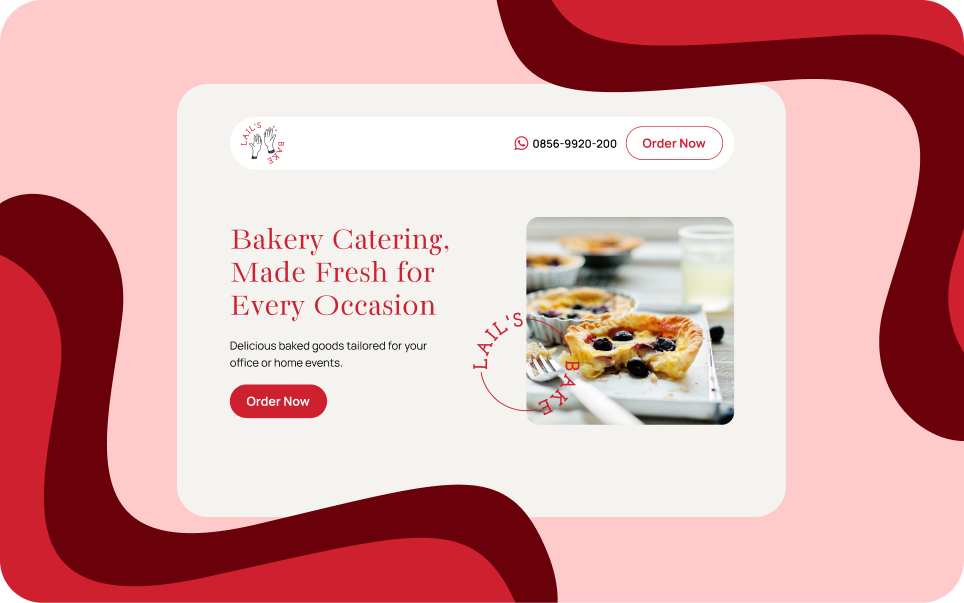 LAIL'S BAKE
0856-9920-200
Order Now
Bakery Catering,
Made Fresh for
Every Occasion
Delicious baked goods tailored for your
office or home events.
Order Now
LAIL'S BAKE